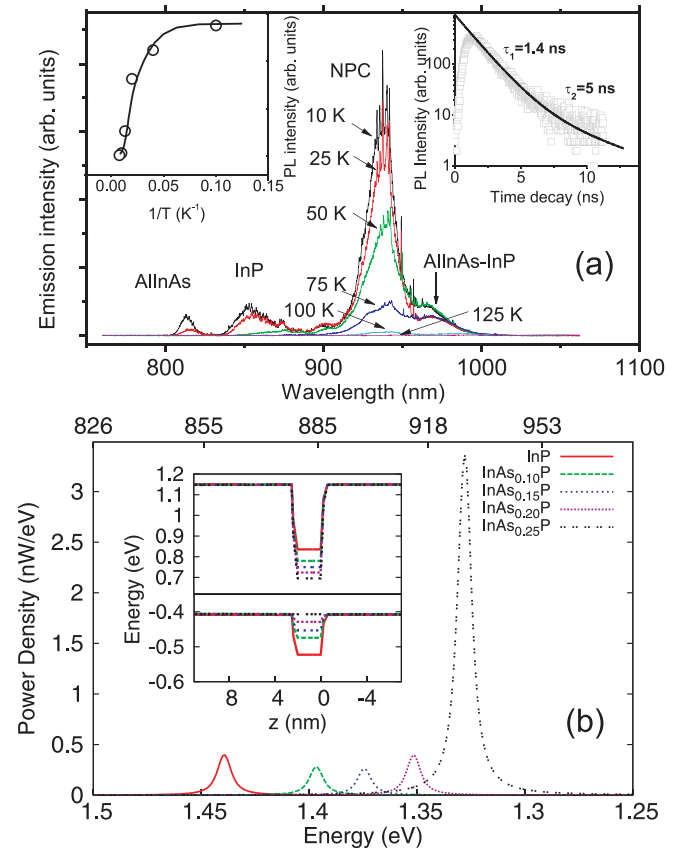 Emission intensity (arb. units)
0.00 0.05 0.10 0.15
1/T (K⁻¹)
PL intensity (arb. units)
NPC
10 K
25 K
50 K
75 K
100 K
125 K
AlInAs
InP
AlInAs-InP
(a)
PL Intensity (arb. units)
100
10
1
τ₁=1.4 ns
τ₂=5 ns
0 5 10
Time decay (ns)
800 900 1000 1100
Wavelength (nm)
826 855 885 918 953
Power Density (nW/eV)
3
2.5
2
1.5
1
0.5
0
InP
InAs₀.₁₀P
InAs₀.₁₅P
InAs₀.₂₀P
InAs₀.₂₅P
Energy (eV)
1.2
1.1
1
0.9
0.8
0.7
-0.4
-0.5
-0.6
8 4 0 -4
z (nm)
(b)
1.5 1.45 1.4 1.35 1.3 1.25
Energy (eV)